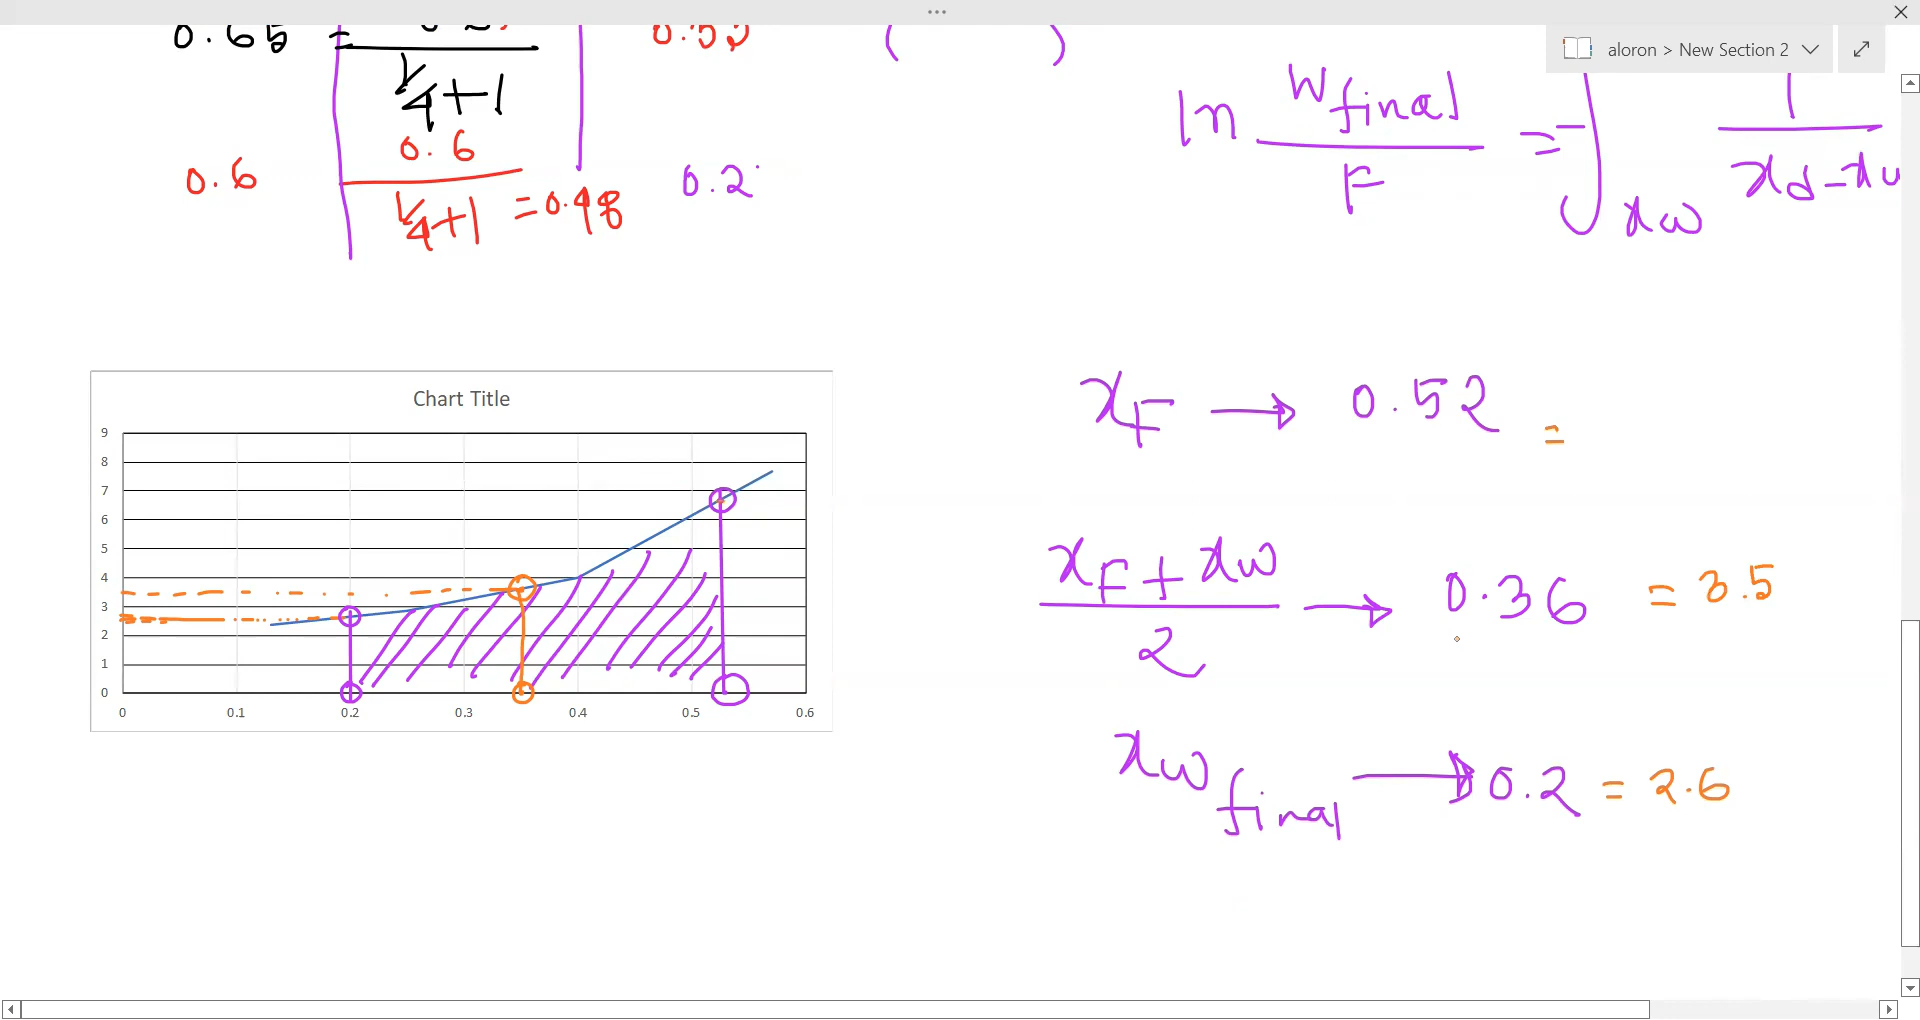 aloron > New Section 2
0.65 =
1/4+1
0.53
0.6
0.6
1/4+1 = 0.48
0.2
ln Wfinal / F = - ∫xw 1 / xd-xw
Chart Title
9
8
7
6
5
4
3
2
1
0
0 0.1 0.2 0.3 0.4 0.5 0.6
xF → 0.52 =
xF + xw / 2 → 0.36 = 3.5
xw final → 0.2 = 2.6